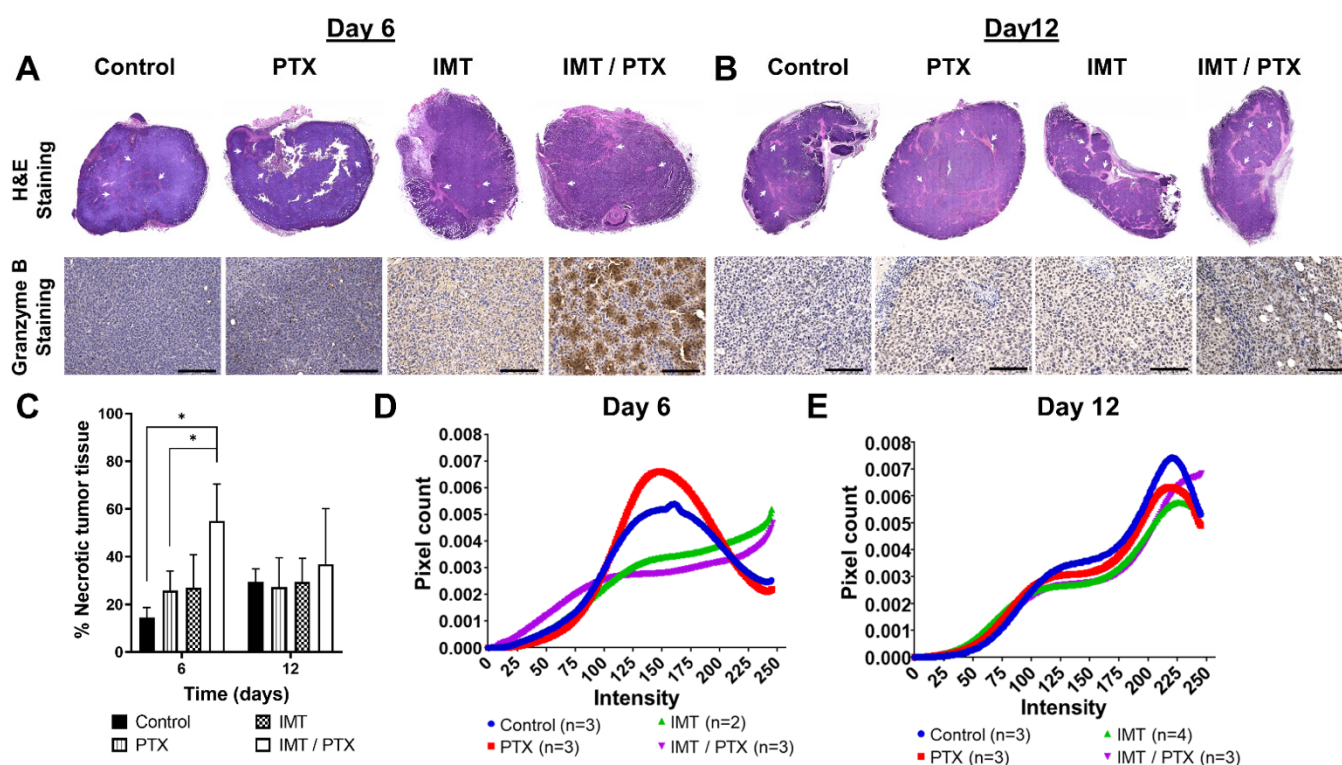 Day 6
Day12
A
Control PTX IMT IMT / PTX
B
Control PTX IMT IMT / PTX
H&E
Staining
Granzyme B
Staining
C
% Necrotic tumor tissue
100
80
60
40
20
0
*
*
6 12
Time (days)
Control IMT
PTX IMT / PTX
D
Day 6
Pixel count
0.008
0.007
0.006
0.005
0.004
0.003
0.002
0.001
0.000
0 25 50 75 100 125 150 175 200 225 250
Intensity
Control (n=3) IMT (n=2)
PTX (n=3) IMT / PTX (n=3)
E
Day 12
Pixel count
0.008
0.007
0.006
0.005
0.004
0.003
0.002
0.001
0.000
0 25 50 75 100 125 150 175 200 225 250
Intensity
Control (n=3) IMT (n=4)
PTX (n=3) IMT / PTX (n=3)